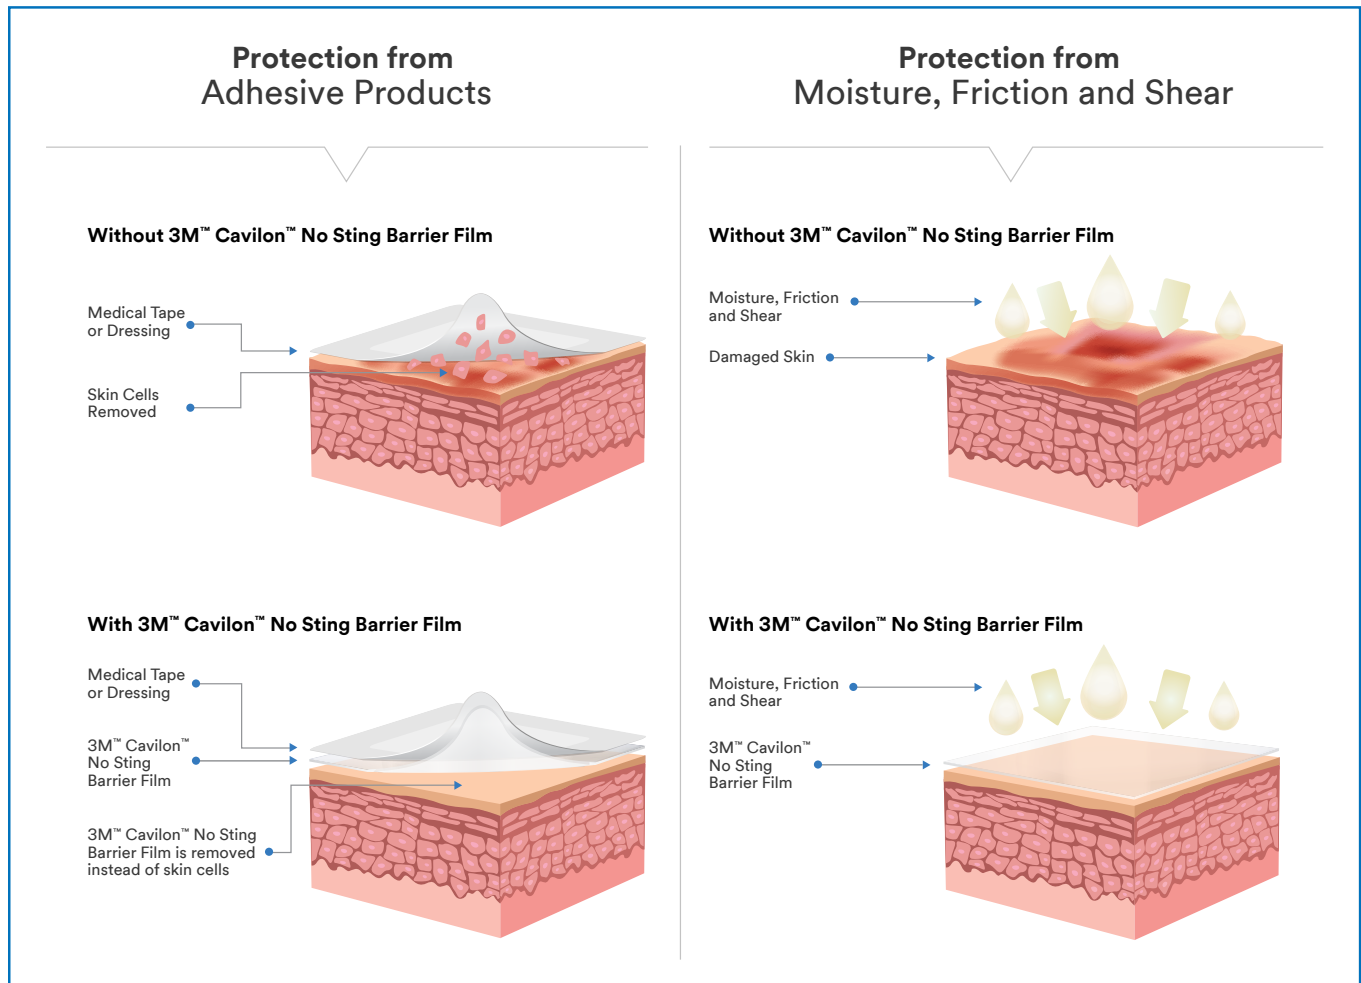 Protection from
Adhesive Products
Without 3M™ Cavilon™ No Sting Barrier Film
Medical Tape
or Dressing
Skin Cells
Removed
With 3M™ Cavilon™ No Sting Barrier Film
Medical Tape
or Dressing
3M™ Cavilon™
No Sting
Barrier Film
3M™ Cavilon™ No Sting
Barrier Film is removed
instead of skin cells
Protection from
Moisture, Friction and Shear
Without 3M™ Cavilon™ No Sting Barrier Film
Moisture, Friction
and Shear
Damaged Skin
With 3M™ Cavilon™ No Sting Barrier Film
Moisture, Friction
and Shear
3M™ Cavilon™
No Sting
Barrier Film